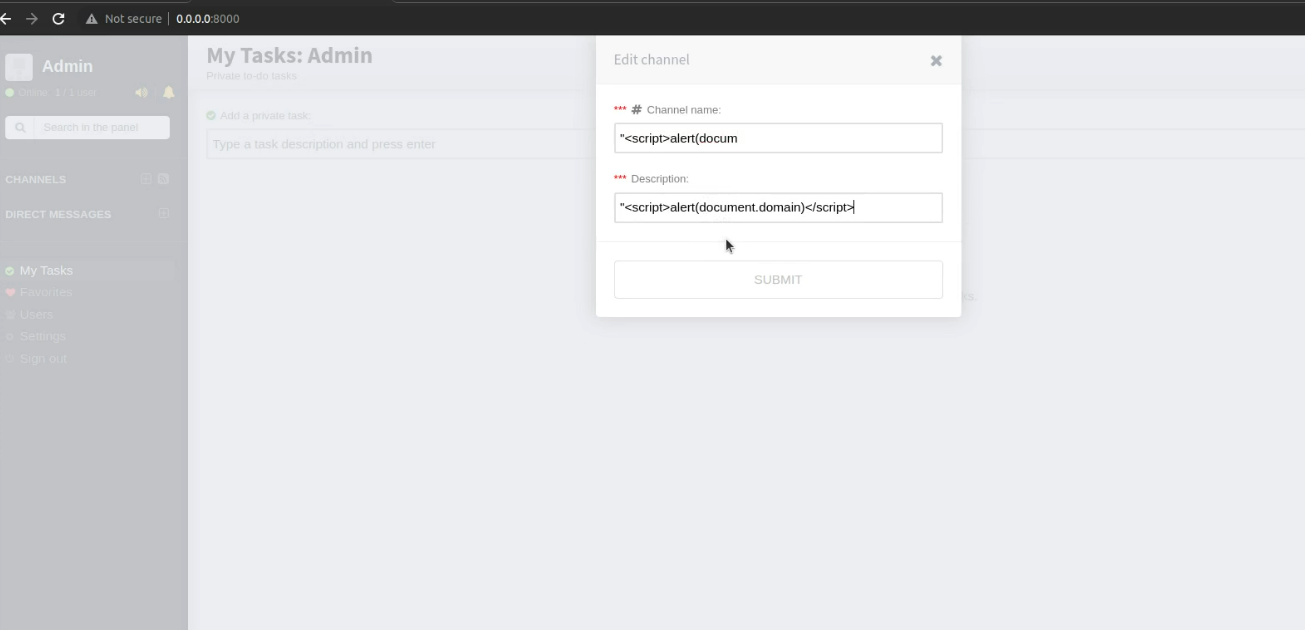 Not secure | 0.0.0.0:8000
Admin
Online · 1 / 1 user
Search in the panel
CHANNELS
DIRECT MESSAGES
My Tasks
Favorites
Users
Settings
Sign out
My Tasks: Admin
Private to-do tasks
Add a private task:
Type a task description and press enter
Edit channel
*** # Channel name:
"<script>alert(docum
*** Description:
"<script>alert(document.domain)</script>
SUBMIT